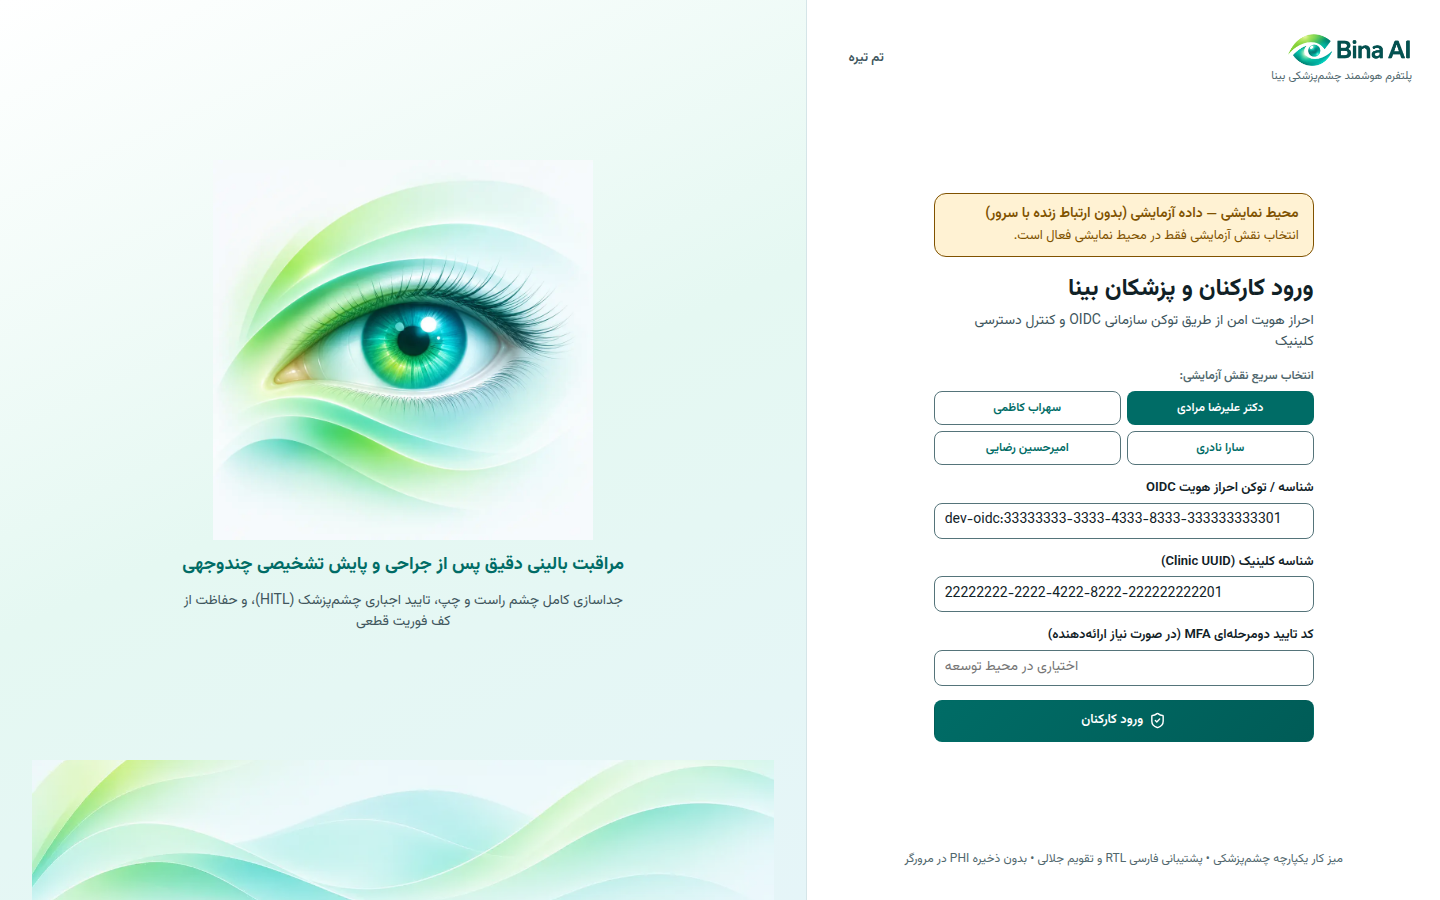 Bina AI
پلتفرم هوشمند چشم‌پزشکی بینا
تم تیره
محیط نمایشی — داده آزمایشی (بدون ارتباط زنده با سرور)
انتخاب نقش آزمایشی فقط در محیط نمایشی فعال است.
ورود کارکنان و پزشکان بینا
احراز هویت امن از طریق توکن سازمانی OIDC و کنترل دسترسی
کلینیک
انتخاب سریع نقش آزمایشی:
دکتر علیرضا مرادی
سهراب کاظمی
سارا نادری
امیرحسین رضایی
شناسه / توکن احراز هویت OIDC
dev-oidc:33333333-3333-4333-8333-333333333301
شناسه کلینیک (Clinic UUID)
22222222-2222-4222-8222-222222222201
کد تایید دومرحله‌ای MFA (در صورت نیاز ارائه‌دهنده)
اختیاری در محیط توسعه
ورود کارکنان
میز کار یکپارچه چشم‌پزشکی • پشتیبانی فارسی RTL و تقویم جلالی • بدون ذخیره PHI در مرورگر
مراقبت بالینی دقیق پس از جراحی و پایش تشخیصی چندوجهی
جداسازی کامل چشم راست و چپ، تایید اجباری چشم‌پزشک (HITL)، و حفاظت از
کف فوریت قطعی